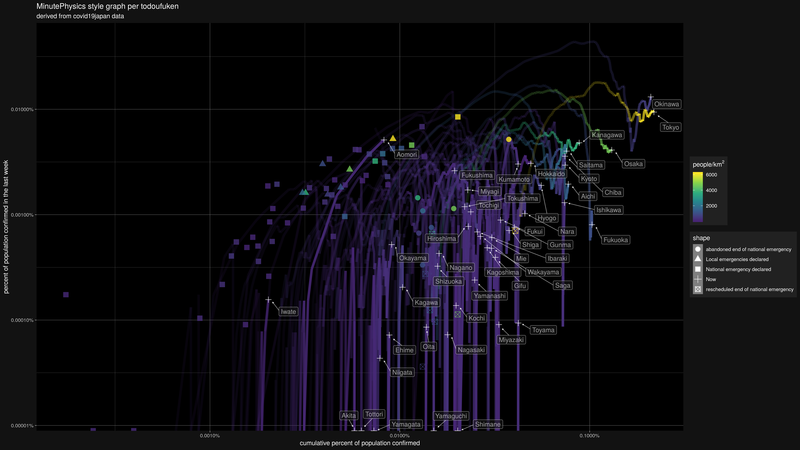 MinutePhysics style graph per todoufuken
derived from covid19japan data
percent of population confirmed in the last week
0.01000%
0.00100%
0.00010%
0.00001%
Okinawa
Tokyo
Kanagawa
Osaka
Aomori
Saitama
Hokkaido
Fukushima
Kumamoto
Kyoto
Miyagi
Chiba
Tokushima
Aichi
Tochigi
Ishikawa
Hyogo
Nara
Fukui
Hiroshima
Fukuoka
Shiga
Gunma
Okayama
Mie
Ibaraki
Nagano
Kagoshima
Wakayama
Shizuoka
Gifu
Saga
Yamanashi
Kagawa
Iwate
Kochi
Toyama
Miyazaki
Ehime
Oita
Nagasaki
Niigata
Akita
Tottori
Yamaguchi
Yamagata
Shimane
0.0010%
0.0100%
0.1000%
cumulative percent of population confirmed
people/km²
6000
4000
2000
shape
abandoned end of national emergency
Local emergencies declared
National emergency declared
Now
rescheduled end of national emergency